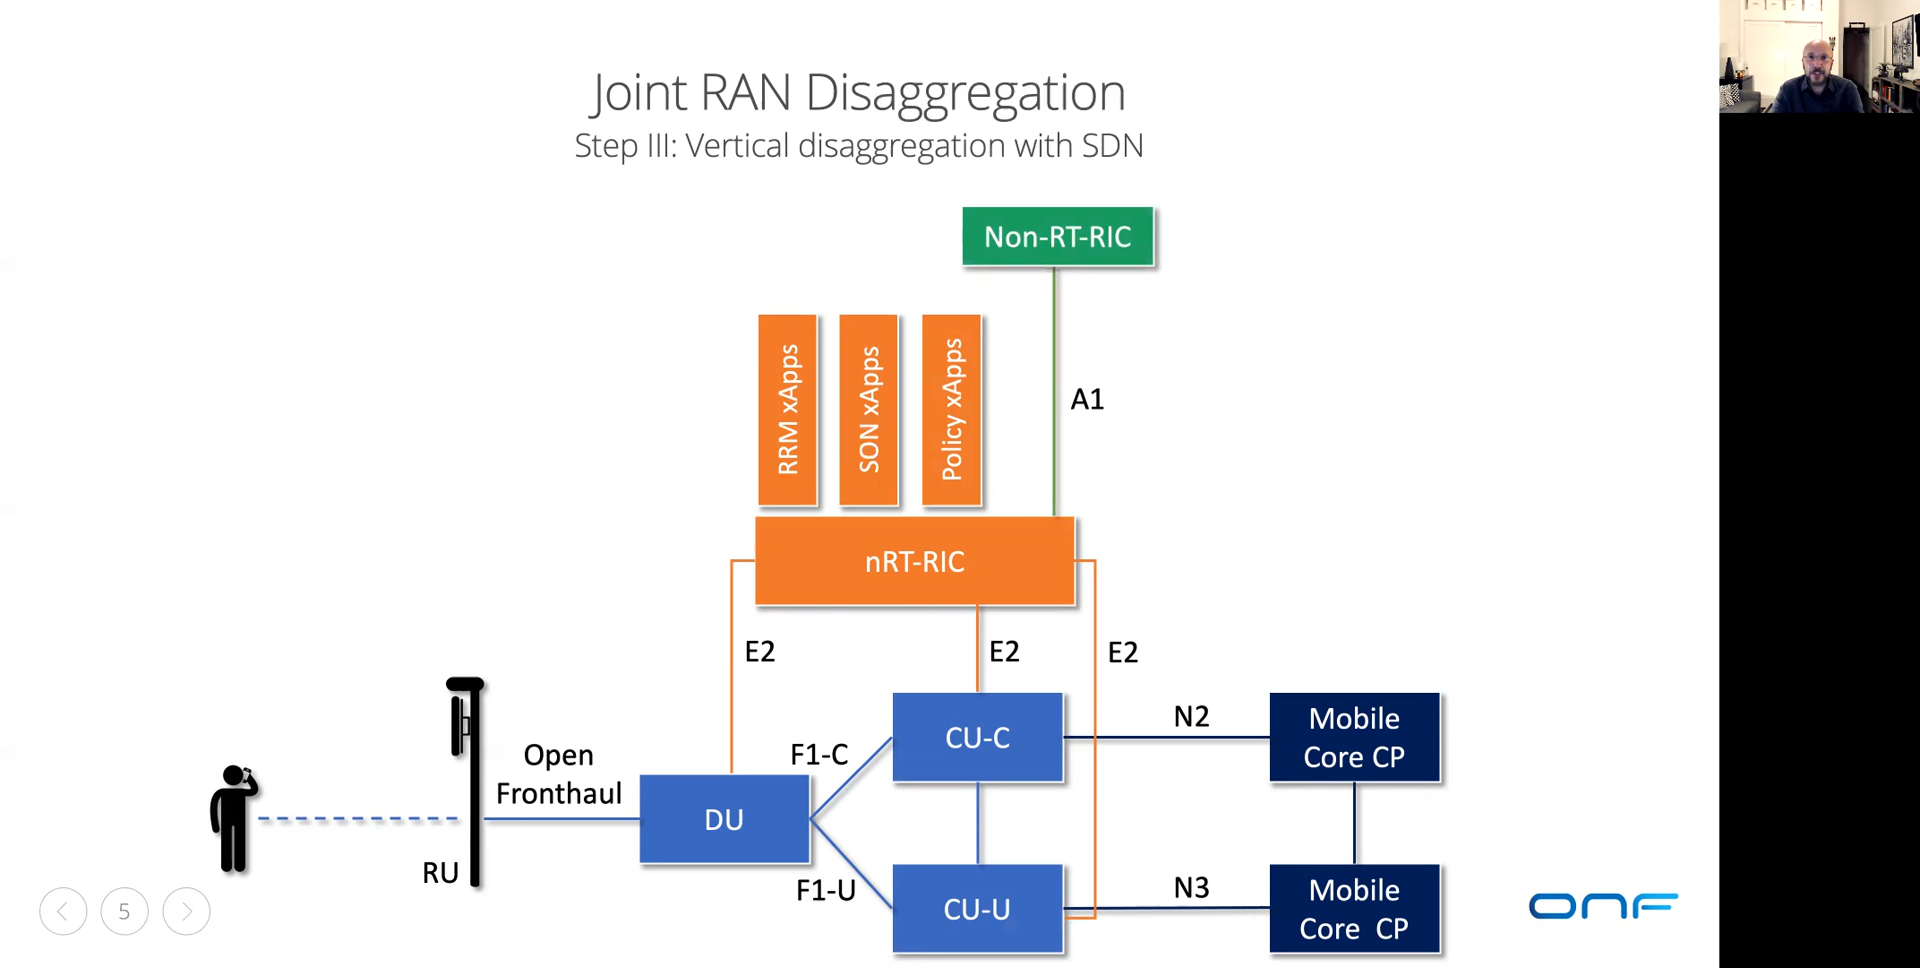 Joint RAN Disaggregation
Step III: Vertical disaggregation with SDN
Non-RT-RIC
RRM xApps
SON xApps
Policy xApps
A1
nRT-RIC
E2
E2
E2
Open
Fronthaul
RU
DU
F1-C
F1-U
CU-C
CU-U
N2
N3
Mobile
Core CP
Mobile
Core CP
5
ONF